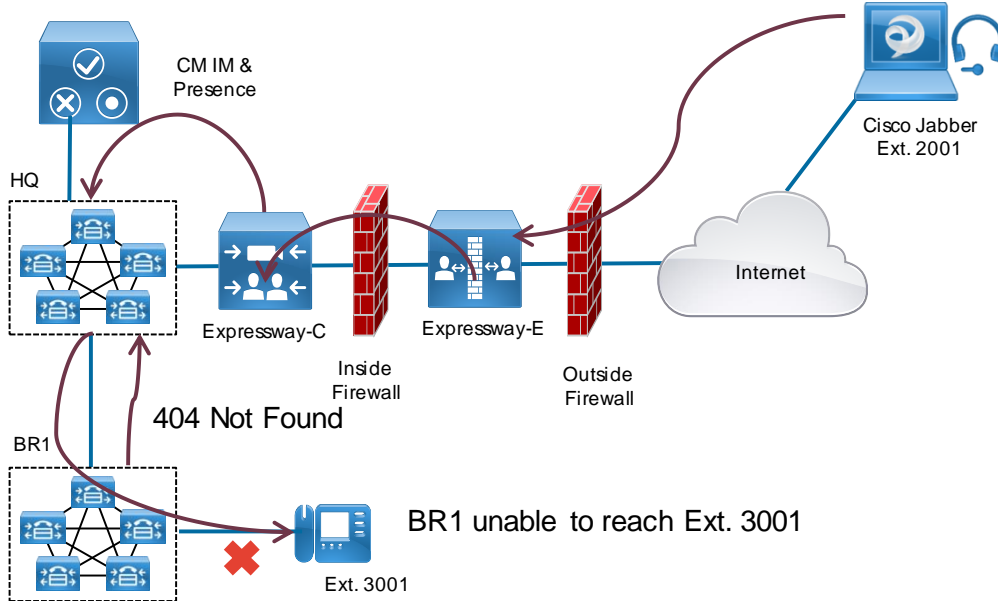 CM IM &
Presence
Cisco Jabber
Ext. 2001
HQ
Internet
Expressway-C
Expressway-E
Inside
Firewall
Outside
Firewall
404 Not Found
BR1
BR1 unable to reach Ext. 3001
Ext. 3001